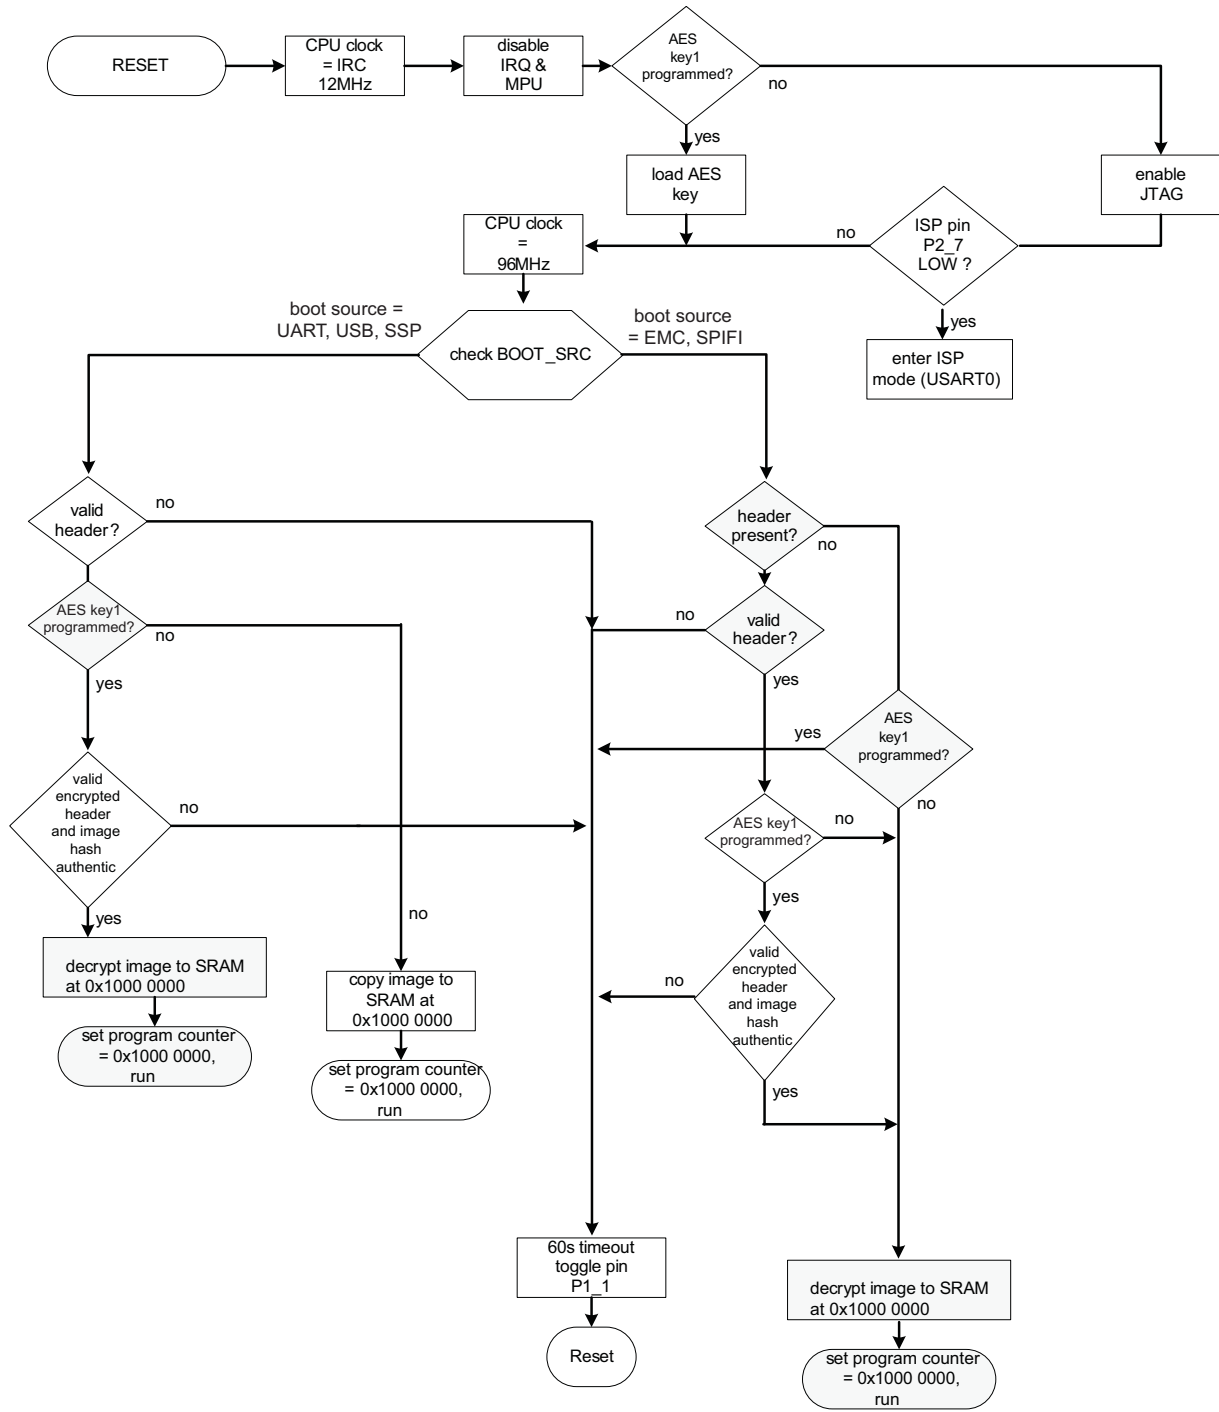 RESET
CPU clock
= IRC
12MHz
disable
IRQ &
MPU
AES
key1
programmed?
no
yes
load AES
key
enable
JTAG
CPU clock
=
96MHz
no
ISP pin
P2_7
LOW ?
yes
enter ISP
mode (USART0)
boot source =
UART, USB, SSP
check BOOT_SRC
boot source
= EMC, SPIFI
valid
header?
no
AES key1
programmed?
no
yes
valid
encrypted
header
and image
hash
authentic
no
yes
decrypt image to SRAM
at 0x1000 0000
set program counter
= 0x1000 0000,
run
no
copy image to
SRAM at
0x1000 0000
set program counter
= 0x1000 0000,
run
header
present?
no
no
valid
header?
yes
yes
AES
key1
programmed?
no
AES key1
programmed?
no
yes
no
valid
encrypted
header
and image
hash
authentic
yes
60s timeout
toggle pin
P1_1
Reset
decrypt image to SRAM
at 0x1000 0000
set program counter
= 0x1000 0000,
run